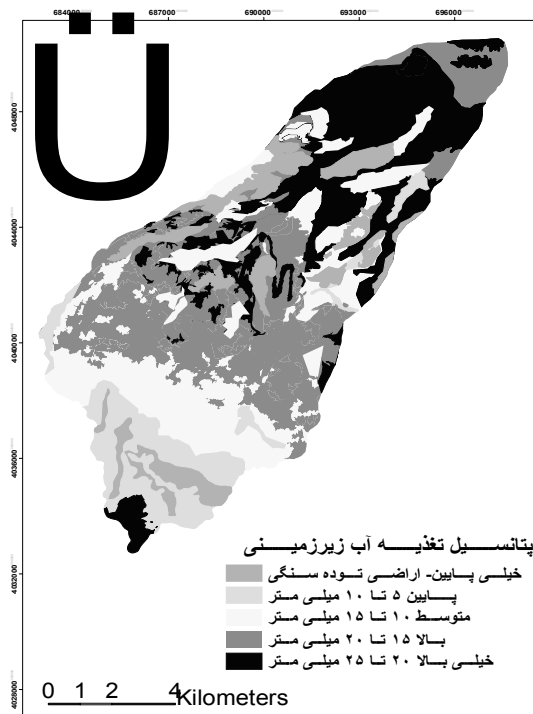 684000 687000 690000 693000 696000
Ü
4048000
4044000
4040000
4036000
4032000
4028000
پتانسیل تغذیه آب زیرزمینی
خیلی پایین- اراضی توده سنگی
پایین ۵ تا ۱۰ میلی متر
متوسط ۱۰ تا ۱۵ میلی متر
بالا ۱۵ تا ۲۰ میلی متر
خیلی بالا ۲۰ تا ۲۵ میلی متر
0 1 2 4
Kilometers